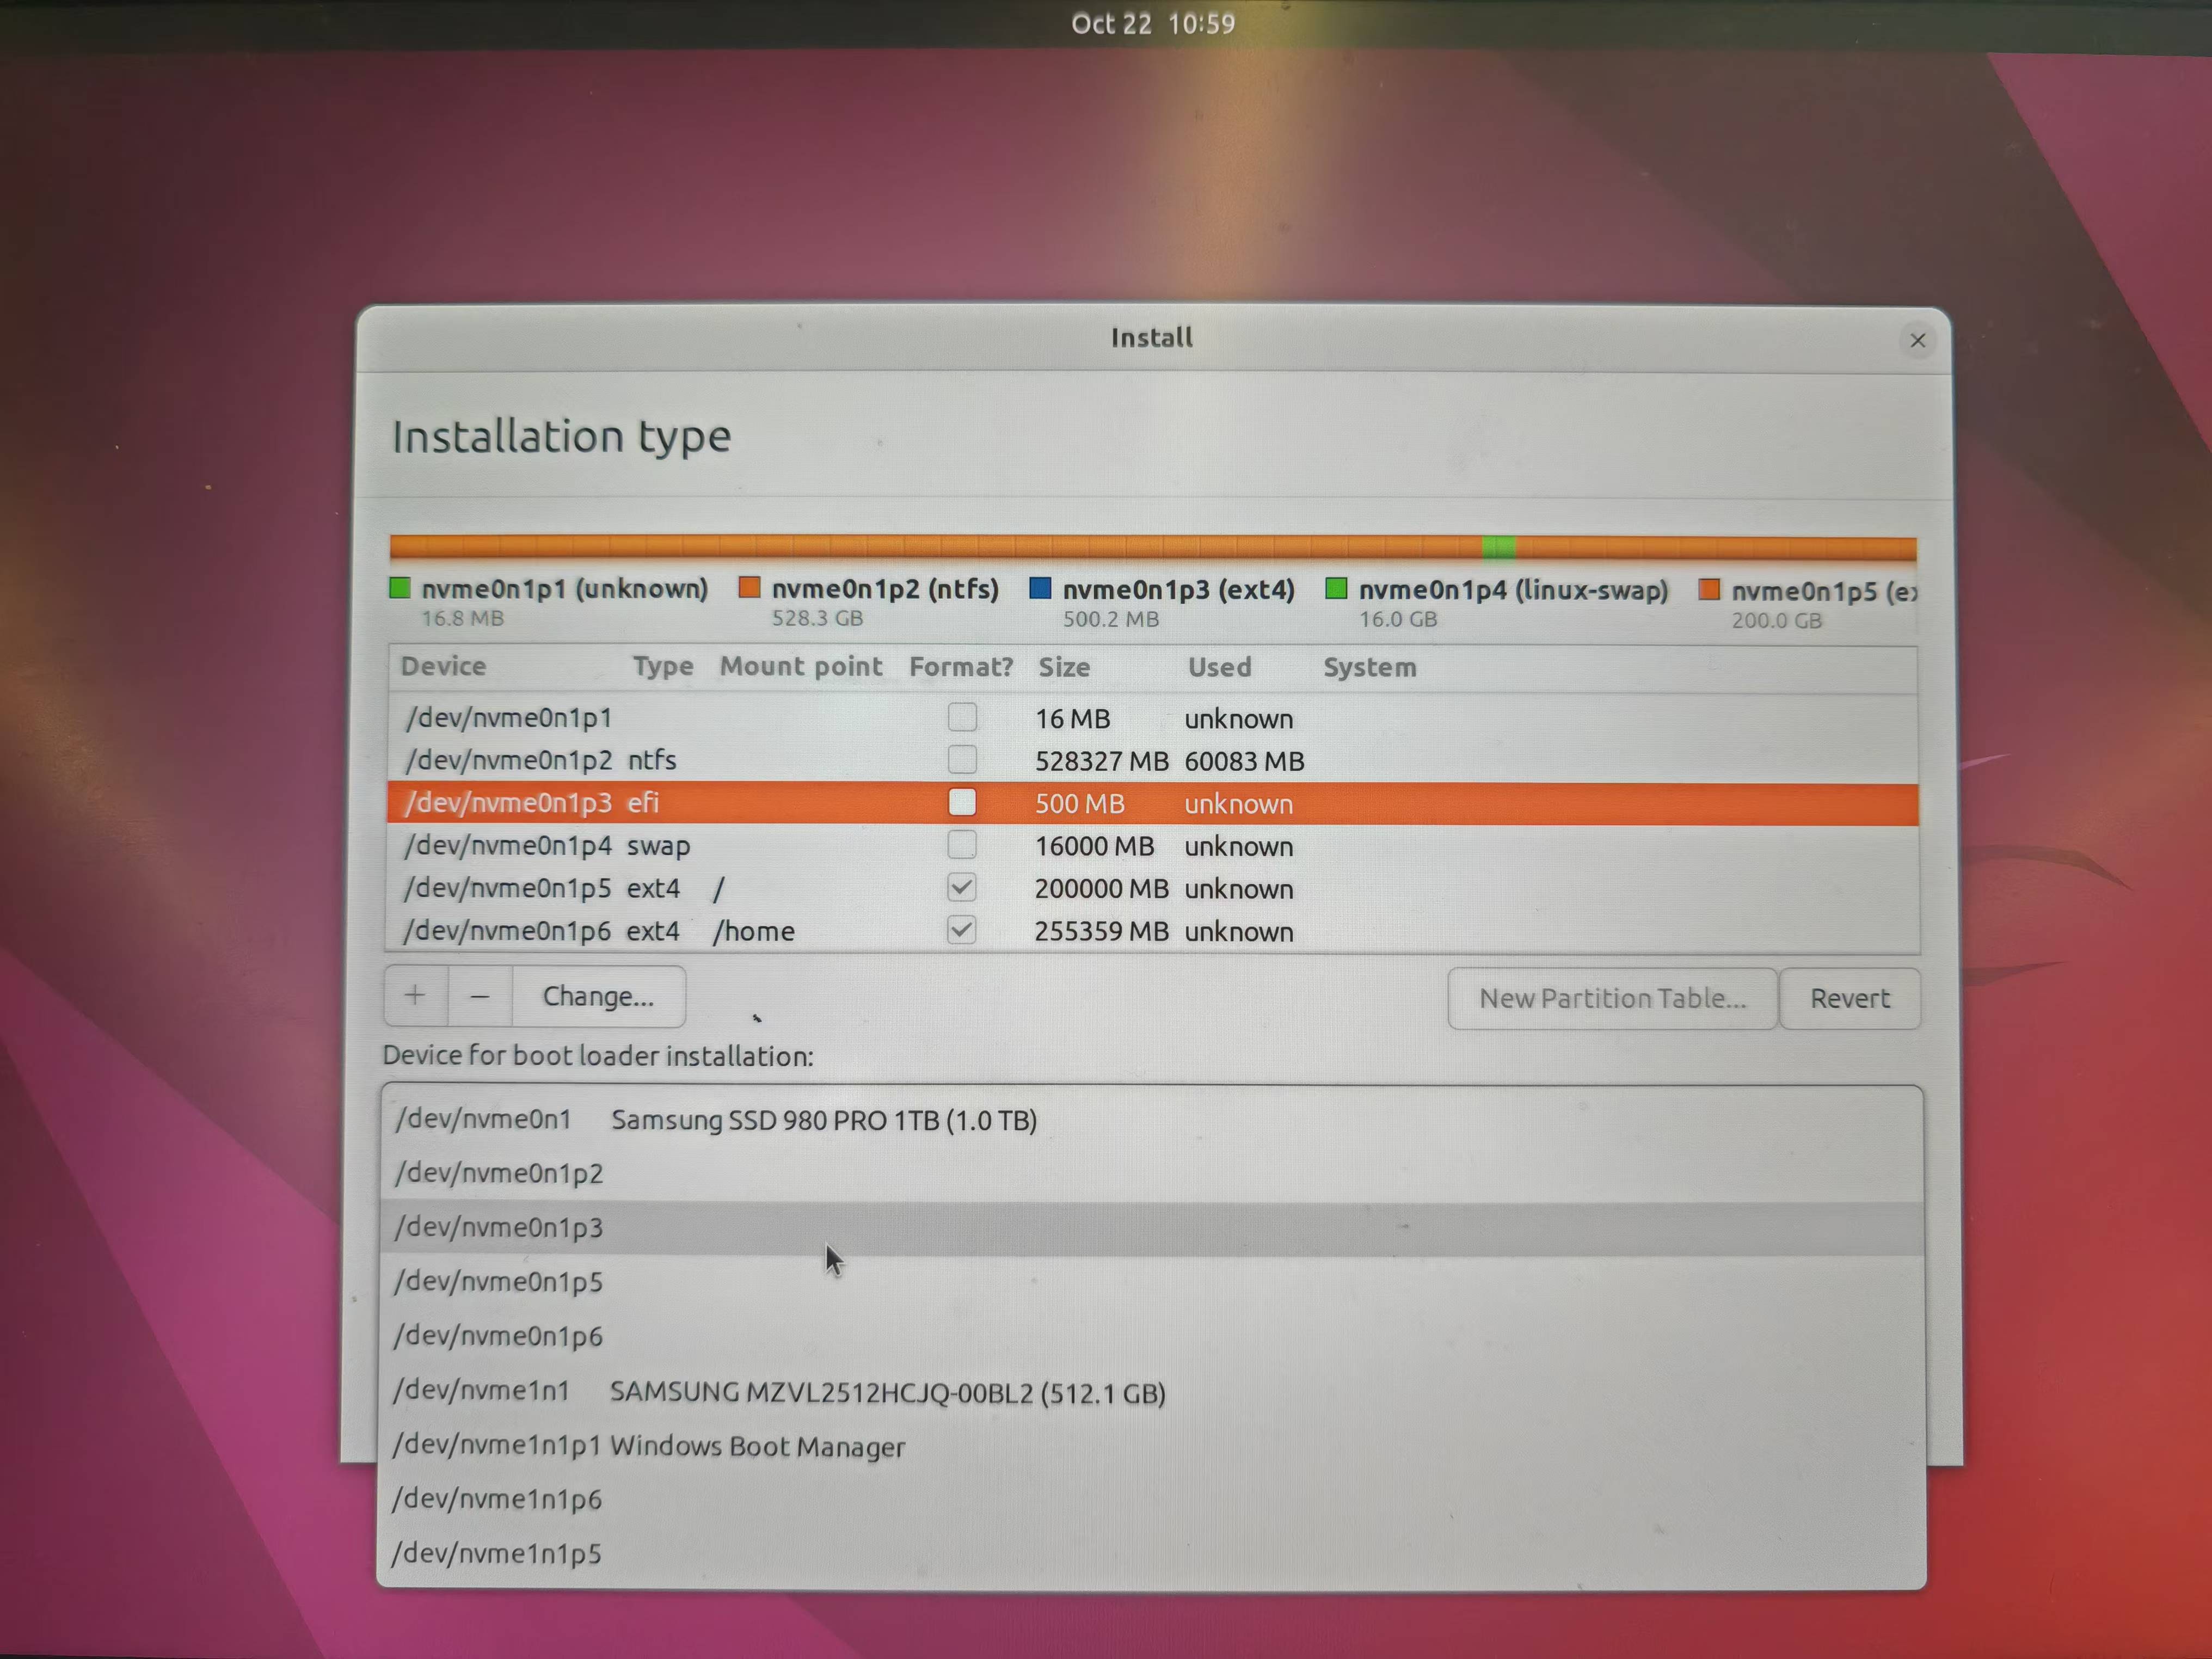 Oct 22 10:59
Install
Installation type
nvme0n1p1 (unknown) nvme0n1p2 (ntfs) nvme0n1p3 (ext4) nvme0n1p4 (linux-swap) nvme0n1p5 (ex
16.8 MB 528.3 GB 500.2 MB 16.0 GB 200.0 GB
Device Type Mount point Format? Size Used System
/dev/nvme0n1p1 16 MB unknown
/dev/nvme0n1p2 ntfs 528327 MB 60083 MB
/dev/nvme0n1p3 efi 500 MB unknown
/dev/nvme0n1p4 swap 16000 MB unknown
/dev/nvme0n1p5 ext4 / 200000 MB unknown
/dev/nvme0n1p6 ext4 /home 255359 MB unknown
+ − Change... New Partition Table... Revert
Device for boot loader installation:
/dev/nvme0n1 Samsung SSD 980 PRO 1TB (1.0 TB)
/dev/nvme0n1p2
/dev/nvme0n1p3
/dev/nvme0n1p5
/dev/nvme0n1p6
/dev/nvme1n1 SAMSUNG MZVL2512HCJQ-00BL2 (512.1 GB)
/dev/nvme1n1p1 Windows Boot Manager
/dev/nvme1n1p6
/dev/nvme1n1p5